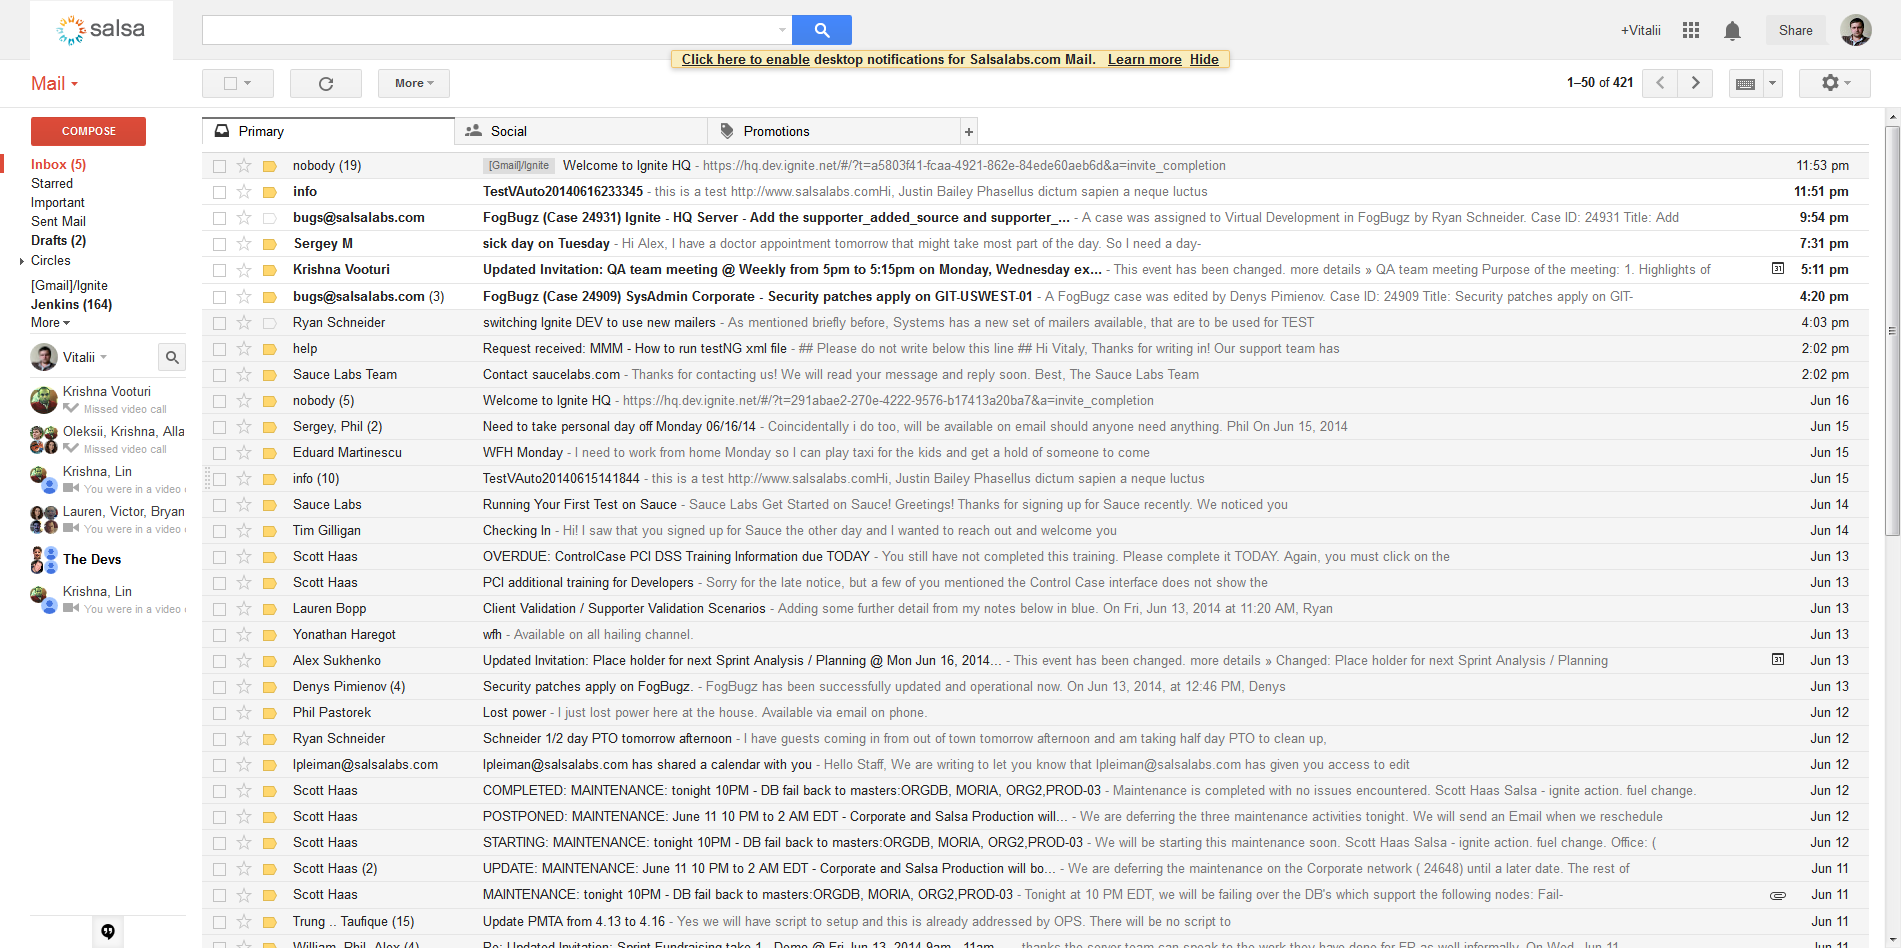 salsa
+Vitalii
Share
Click here to enable desktop notifications for Salsalabs.com Mail. Learn more Hide
Mail
More
1–50 of 421
COMPOSE
Primary
Social
Promotions
+
Inbox (5)
Starred
Important
Sent Mail
Drafts (2)
Circles
[Gmail]/Ignite
Jenkins (164)
More
Vitalii
Krishna Vooturi
Missed video call
Oleksii, Krishna, Alla
Missed video call
Krishna, Lin
You were in a video
Lauren, Victor, Bryan
You were in a video
The Devs
Krishna, Lin
You were in a video
nobody (19) [Gmail]/Ignite Welcome to Ignite HQ - https://hq.dev.ignite.net/#/?t=a5803f41-fcaa-4921-862e-84ede60aeb6d&a=invite_completion 11:53 pm
info TestVAuto20140616233345 - this is a test http://www.salsalabs.comHi, Justin Bailey Phasellus dictum sapien a neque luctus 11:51 pm
bugs@salsalabs.com FogBugz (Case 24931) Ignite - HQ Server - Add the supporter_added_source and supporter_... - A case was assigned to Virtual Development in FogBugz by Ryan Schneider. Case ID: 24931 Title: Add 9:54 pm
Sergey M sick day on Tuesday - Hi Alex, I have a doctor appointment tomorrow that might take most part of the day. So I need a day- 7:31 pm
Krishna Vooturi Updated Invitation: QA team meeting @ Weekly from 5pm to 5:15pm on Monday, Wednesday ex... - This event has been changed. more details » QA team meeting Purpose of the meeting: 1. Highlights of 31 5:11 pm
bugs@salsalabs.com (3) FogBugz (Case 24909) SysAdmin Corporate - Security patches apply on GIT-USWEST-01 - A FogBugz case was edited by Denys Pimienov. Case ID: 24909 Title: Security patches apply on GIT- 4:20 pm
Ryan Schneider switching Ignite DEV to use new mailers - As mentioned briefly before, Systems has a new set of mailers available, that are to be used for TEST 4:03 pm
help Request received: MMM - How to run testNG xml file - ## Please do not write below this line ## Hi Vitaly, Thanks for writing in! Our support team has 2:02 pm
Sauce Labs Team Contact saucelabs.com - Thanks for contacting us! We will read your message and reply soon. Best, The Sauce Labs Team 2:02 pm
nobody (5) Welcome to Ignite HQ - https://hq.dev.ignite.net/#/?t=291abae2-270e-4222-9576-b17413a20ba7&a=invite_completion Jun 16
Sergey, Phil (2) Need to take personal day off Monday 06/16/14 - Coincidentally i do too, will be available on email should anyone need anything. Phil On Jun 15, 2014 Jun 15
Eduard Martinescu WFH Monday - I need to work from home Monday so I can play taxi for the kids and get a hold of someone to come Jun 15
info (10) TestVAuto20140615141844 - this is a test http://www.salsalabs.comHi, Justin Bailey Phasellus dictum sapien a neque luctus Jun 15
Sauce Labs Running Your First Test on Sauce - Sauce Labs Get Started on Sauce! Greetings! Thanks for signing up for Sauce recently. We noticed you Jun 14
Tim Gilligan Checking In - Hi! I saw that you signed up for Sauce the other day and I wanted to reach out and welcome you Jun 14
Scott Haas OVERDUE: ControlCase PCI DSS Training Information due TODAY - You still have not completed this training. Please complete it TODAY. Again, you must click on the Jun 13
Scott Haas PCI additional training for Developers - Sorry for the late notice, but a few of you mentioned the Control Case interface does not show the Jun 13
Lauren Bopp Client Validation / Supporter Validation Scenarios - Adding some further detail from my notes below in blue. On Fri, Jun 13, 2014 at 11:20 AM, Ryan Jun 13
Yonathan Haregot wfh - Available on all hailing channel. Jun 13
Alex Sukhenko Updated Invitation: Place holder for next Sprint Analysis / Planning @ Mon Jun 16, 2014... - This event has been changed. more details » Changed: Place holder for next Sprint Analysis / Planning 31 Jun 13
Denys Pimienov (4) Security patches apply on FogBugz. - FogBugz has been successfully updated and operational now. On Jun 13, 2014, at 12:46 PM, Denys Jun 13
Phil Pastorek Lost power - I just lost power here at the house. Available via email on phone. Jun 12
Ryan Schneider Schneider 1/2 day PTO tomorrow afternoon - I have guests coming in from out of town tomorrow afternoon and am taking half day PTO to clean up, Jun 12
lpleiman@salsalabs.com lpleiman@salsalabs.com has shared a calendar with you - Hello Staff, We are writing to let you know that lpleiman@salsalabs.com has given you access to edit Jun 12
Scott Haas COMPLETED: MAINTENANCE: tonight 10PM - DB fail back to masters:ORGDB, MORIA, ORG2,PROD-03 - Maintenance is completed with no issues encountered. Scott Haas Salsa - ignite action. fuel change. Jun 12
Scott Haas POSTPONED: MAINTENANCE: June 11 10 PM to 2 AM EDT - Corporate and Salsa Production will... - We are deferring the three maintenance activities tonight. We will send an Email when we reschedule Jun 12
Scott Haas STARTING: MAINTENANCE: tonight 10PM - DB fail back to masters:ORGDB, MORIA, ORG2,PROD-03 - We will be starting this maintenance soon. Scott Haas Salsa - ignite action. fuel change. Office: ( Jun 12
Scott Haas (2) UPDATE: MAINTENANCE: June 11 10 PM to 2 AM EDT - Corporate and Salsa Production will bo... - We are deferring the maintenance on the Corporate network ( 24648) until a later date. The rest of Jun 11
Scott Haas MAINTENANCE: tonight 10PM - DB fail back to masters:ORGDB, MORIA, ORG2,PROD-03 - Tonight at 10 PM EDT, we will be failing over the DB's which support the following nodes: Fail- Jun 11
Trung .. Taufique (15) Update PMTA from 4.13 to 4.16 - Yes we will have script to setup and this is already addressed by OPS. There will be no script to Jun 11
William, Phil, Alex (4) Re: Updated Invitation: Sprint Fundraising take 1 - Demo @ Fri Jun 13, 2014 9am - 11am ... - thanks the server team can speak to the work they have done for FR as well informally. On Wed, Jun 11 Jun 11